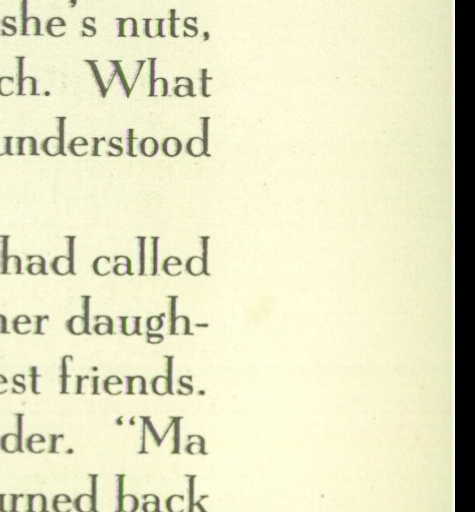 she's nuts,
ch. What
understood
had called
her daugh-
est friends.
der. “Ma
urned back